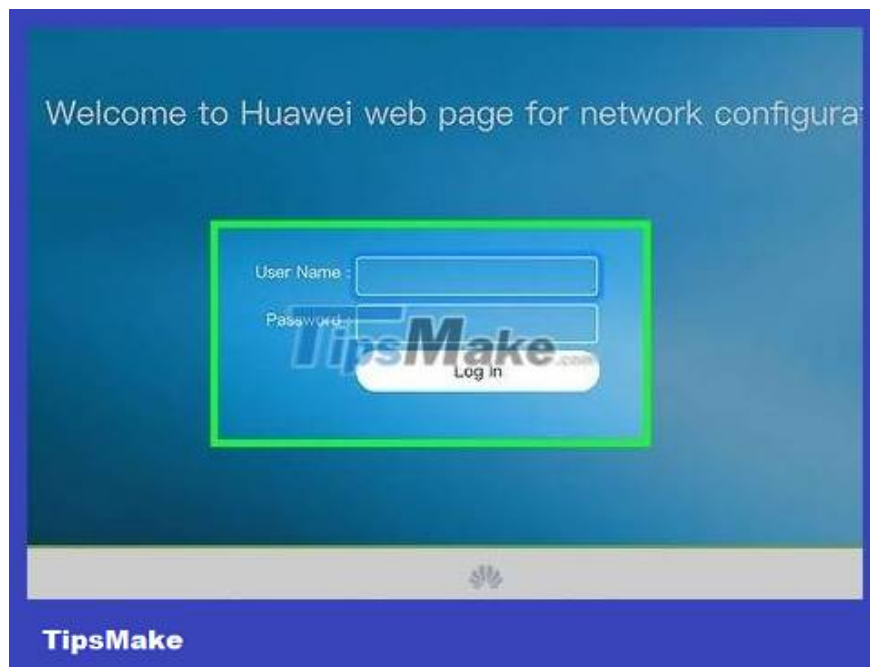 Welcome to Huawei web page for network configura
User Name :
Password :
TipsMake.com
Log In
TipsMake